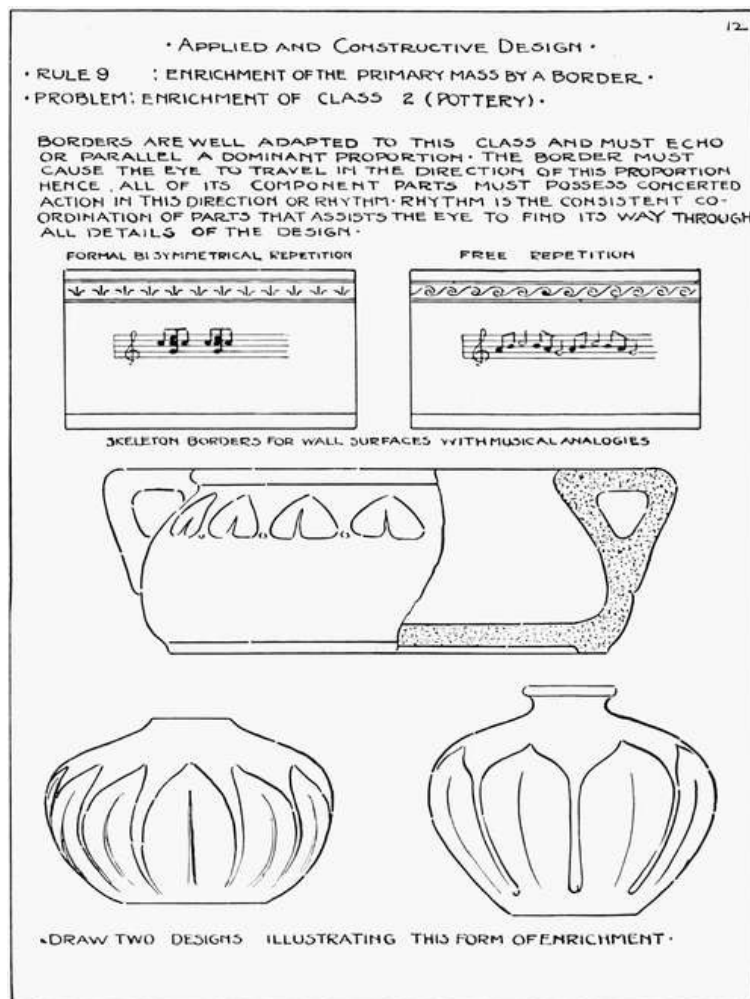 12
· APPLIED AND CONSTRUCTIVE DESIGN ·
· RULE 9 : ENRICHMENT OF THE PRIMARY MASS BY A BORDER ·
· PROBLEM : ENRICHMENT OF CLASS 2 (POTTERY) ·
BORDERS ARE WELL ADAPTED TO THIS CLASS AND MUST ECHO
OR PARALLEL A DOMINANT PROPORTION · THE BORDER MUST
CAUSE THE EYE TO TRAVEL IN THE DIRECTION OF THIS PROPORTION
HENCE, ALL OF ITS COMPONENT PARTS MUST POSSESS CONCERTED
ACTION IN THIS DIRECTION OR RHYTHM · RHYTHM IS THE CONSISTENT CO-
ORDINATION OF PARTS THAT ASSISTS THE EYE TO FIND ITS WAY THROUGH
ALL DETAILS OF THE DESIGN ·
FORMAL BI SYMMETRICAL REPETITION
FREE REPETITION
SKELETON BORDERS FOR WALL SURFACES WITH MUSICAL ANALOGIES
· DRAW TWO DESIGNS ILLUSTRATING THIS FORM OF ENRICHMENT ·